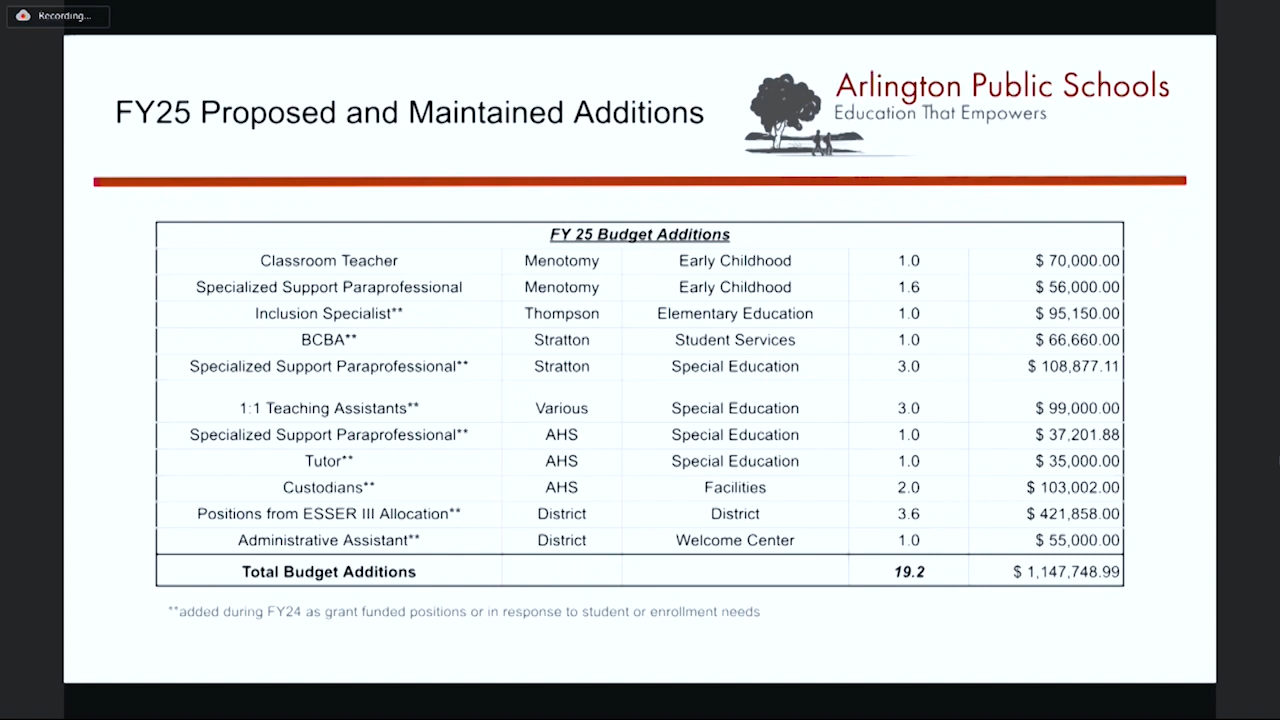 Recording...
FY25 Proposed and Maintained Additions
Arlington Public Schools
Education That Empowers
FY 25 Budget Additions
Classroom Teacher Menotomy Early Childhood 1.0 $ 70,000.00
Specialized Support Paraprofessional Menotomy Early Childhood 1.6 $ 56,000.00
Inclusion Specialist** Thompson Elementary Education 1.0 $ 95,150.00
BCBA** Stratton Student Services 1.0 $ 66,660.00
Specialized Support Paraprofessional** Stratton Special Education 3.0 $ 108,877.11
1:1 Teaching Assistants** Various Special Education 3.0 $ 99,000.00
Specialized Support Paraprofessional** AHS Special Education 1.0 $ 37,201.88
Tutor** AHS Special Education 1.0 $ 35,000.00
Custodians** AHS Facilities 2.0 $ 103,002.00
Positions from ESSER III Allocation** District District 3.6 $ 421,858.00
Administrative Assistant** District Welcome Center 1.0 $ 55,000.00
Total Budget Additions 19.2 $ 1,147,748.99
**added during FY24 as grant funded positions or in response to student or enrollment needs